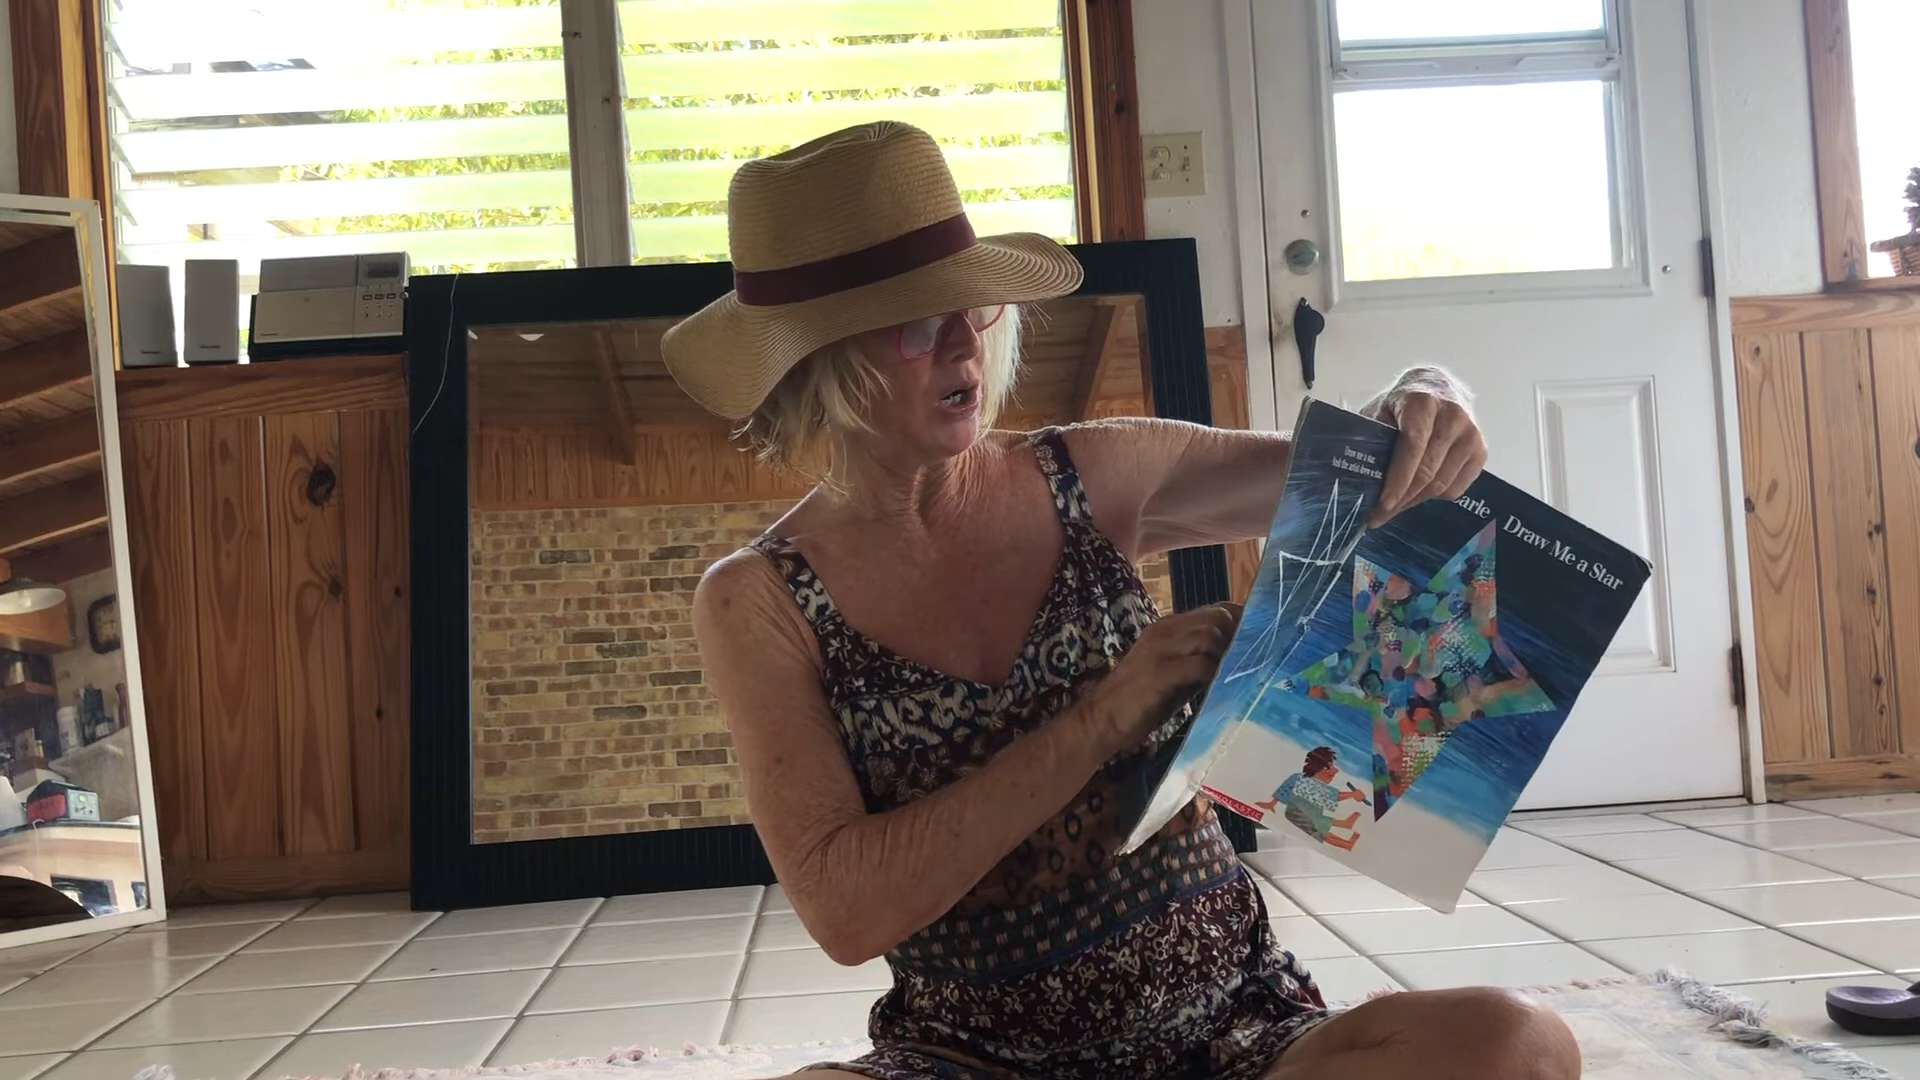 Draw me a star.
And the artist drew a star.
Carle Draw Me a Star
SCHOLASTIC